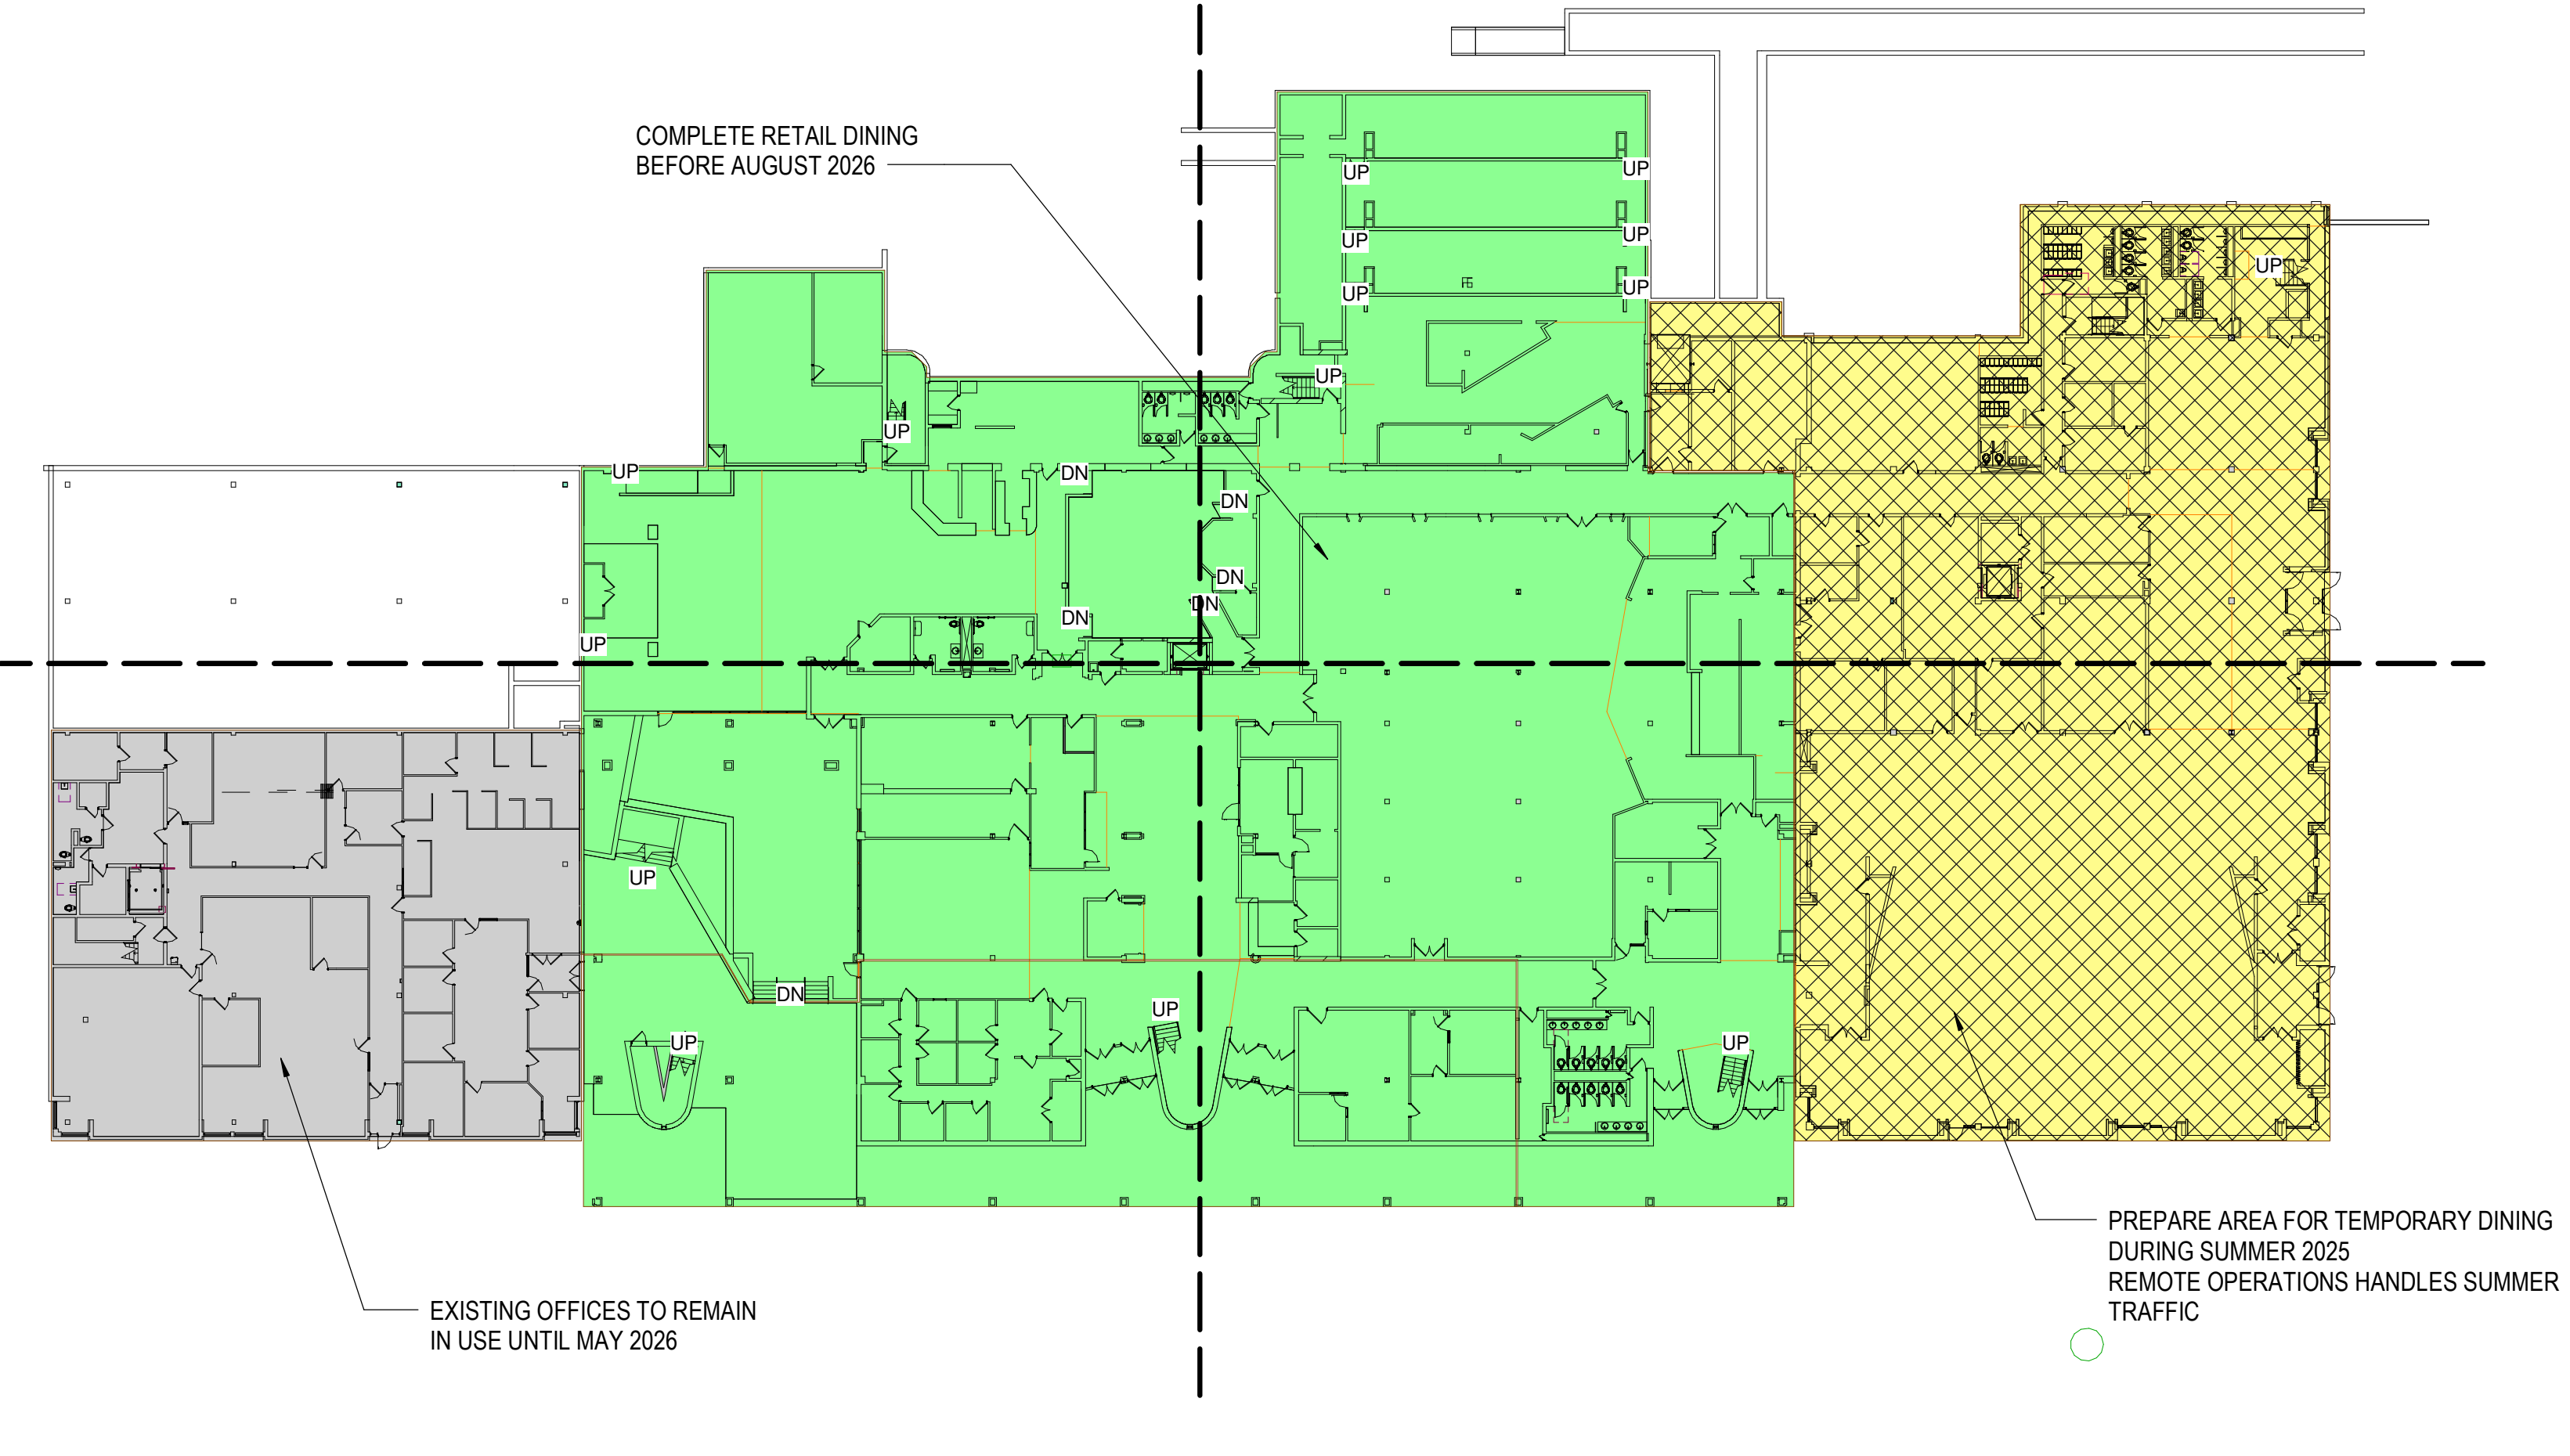 COMPLETE RETAIL DINING
BEFORE AUGUST 2026
UP
UP
UP
UP
UP
UP
UP
UP
UP
UP
DN
DN
DN
DN
DN
UP
UP
UP
DN
UP
UP
UP
PREPARE AREA FOR TEMPORARY DINING
DURING SUMMER 2025
REMOTE OPERATIONS HANDLES SUMMER
TRAFFIC
EXISTING OFFICES TO REMAIN
IN USE UNTIL MAY 2026